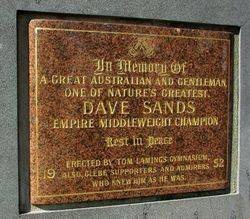 In Memory Of
A GREAT AUSTRALIAN AND GENTLEMAN
ONE OF NATURE'S GREATEST.
DAVE SANDS
EMPIRE MIDDLEWEIGHT CHAMPION
Rest in Peace
ERECTED BY TOM LAMINGS GYMNASIUM,
19 ALSO GLEBE SUPPORTERS AND ADMIRERS 52
WHO KNEW HIM AS HE WAS.